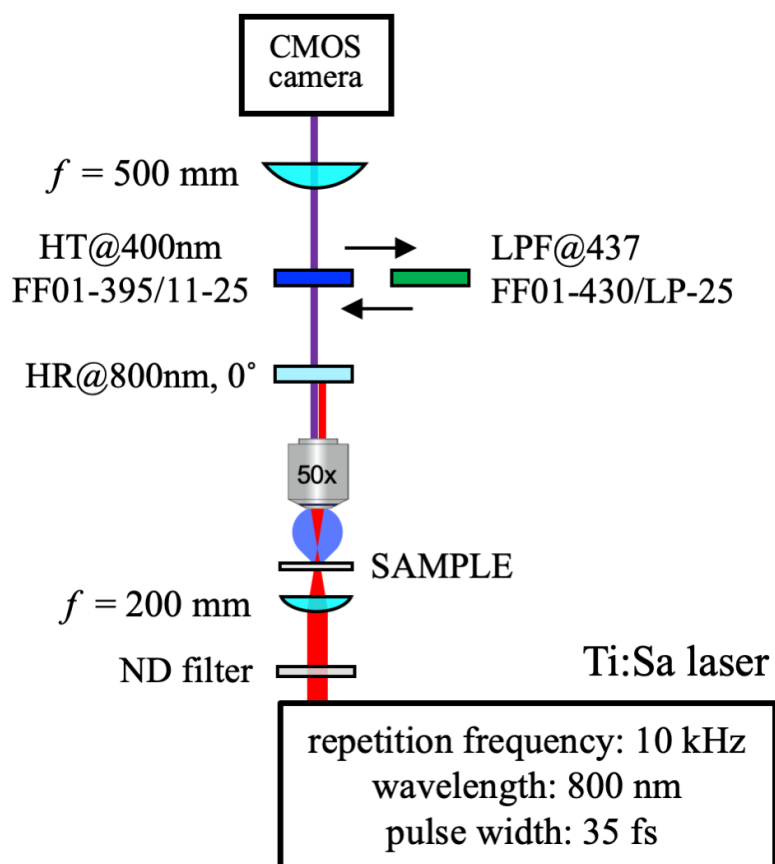 CMOS
camera
f = 500 mm
HT@400nm
FF01-395/11-25
LPF@437
FF01-430/LP-25
HR@800nm, 0˚
50x
SAMPLE
f = 200 mm
ND filter
Ti:Sa laser
repetition frequency: 10 kHz
wavelength: 800 nm
pulse width: 35 fs